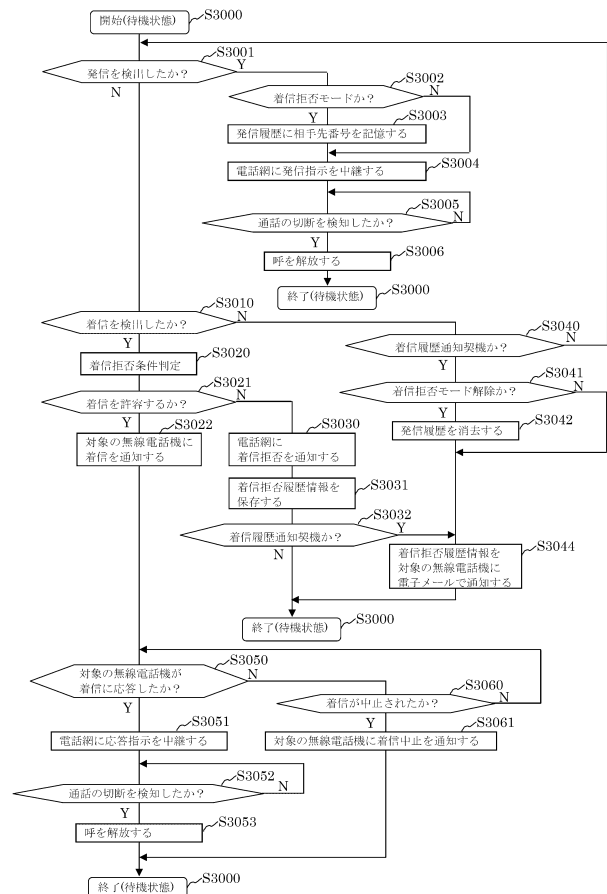 開始(待機状態)
S3000
S3001
発信を検出したか？
Y
N
S3002
着信拒否モードか？
N
Y
S3003
発信履歴に相手先番号を記憶する
電話網に発信指示を中継する
S3004
S3005
通話の切断を検知したか？
N
Y
S3006
呼を解放する
終了(待機状態)
S3000
S3010
着信を検出したか？
N
Y
S3020
着信拒否条件判定
S3040
着信履歴通知契機か？
N
Y
S3021
着信を許容するか？
N
Y
S3041
着信拒否モード解除か？
N
Y
S3022
対象の無線電話機に
着信を通知する
S3042
発信履歴を消去する
S3030
電話網に
着信拒否を通知する
S3031
着信拒否履歴情報を
保存する
S3032
着信履歴通知契機か？
Y
N
S3044
着信拒否履歴情報を
対象の無線電話機に
電子メールで通知する
終了(待機状態)
S3000
S3050
対象の無線電話機が
着信に応答したか？
N
Y
S3060
着信が中止されたか？
N
Y
S3051
電話網に応答指示を中継する
S3061
対象の無線電話機に着信中止を通知する
S3052
通話の切断を検知したか？
N
Y
S3053
呼を解放する
終了(待機状態)
S3000